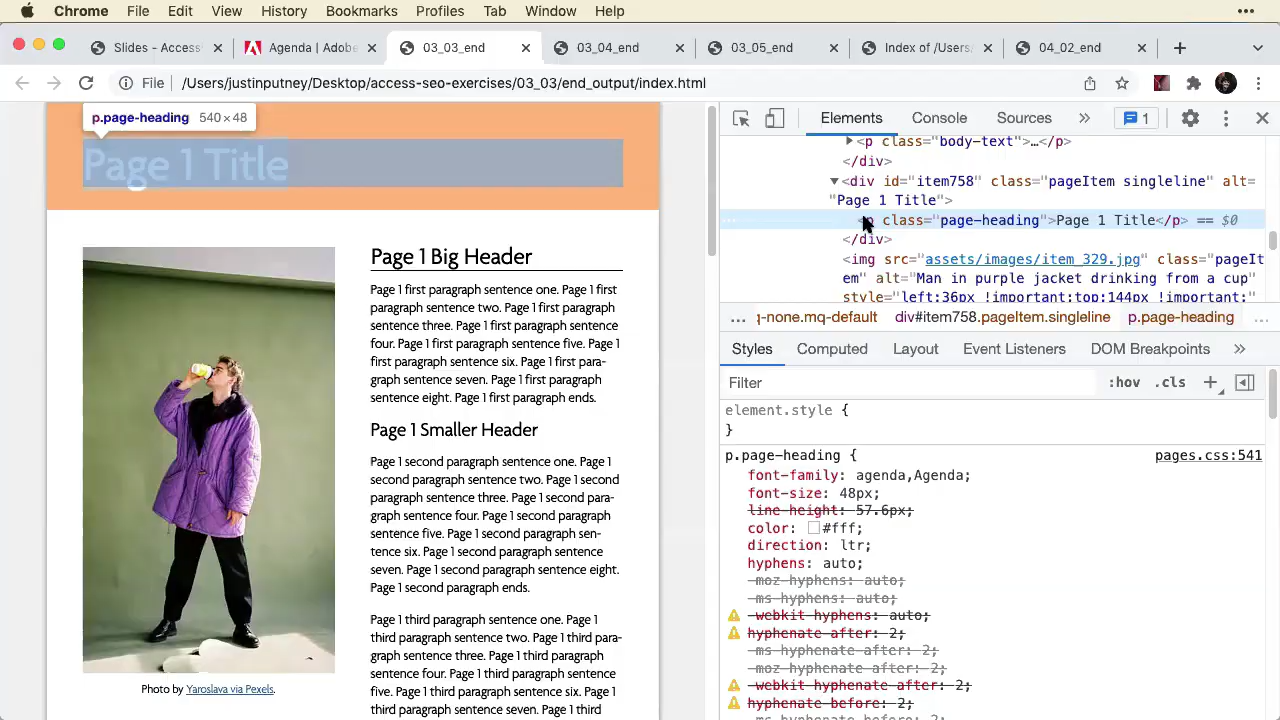 Chrome File Edit View History Bookmarks Profiles Tab Window Help
Slides – Access
Agenda | Adobe
03_03_end
03_04_end
03_05_end
Index of /Users
04_02_end
File /Users/justinputney/Desktop/access-seo-exercises/03_03/end_output/index.html
p.page-heading 540 × 48
Page 1 Title
Page 1 Big Header
Page 1 first paragraph sentence one. Page 1 first
paragraph sentence two. Page 1 first paragraph
sentence three. Page 1 first paragraph sentence
four. Page 1 first paragraph sentence five. Page
1 first paragraph sentence six. Page 1 first para-
graph sentence seven. Page 1 first paragraph
sentence eight. Page 1 first paragraph ends.
Page 1 Smaller Header
Page 1 second paragraph sentence one. Page 1
second paragraph sentence two. Page 1 second
paragraph sentence three. Page 1 second para-
graph sentence four. Page 1 second paragraph
sentence five. Page 1 second paragraph sen-
tence six. Page 1 second paragraph sentence
seven. Page 1 second paragraph sentence eight.
Page 1 second paragraph ends.
Page 1 third paragraph sentence one. Page 1
third paragraph sentence two. Page 1 third para-
graph sentence three. Page 1 third paragraph
sentence four. Page 1 third paragraph sentence
five. Page 1 third paragraph sentence six. Page 1
third paragraph sentence seven. Page 1 third
Photo by Yaroslava via Pexels.
Elements Console Sources 1
<p class="body-text">…</p>
</div>
<div id="item758" class="pageItem singleline" alt=
"Page 1 Title">
<p class="page-heading">Page 1 Title</p> == $0
</div>
<img src="assets/images/item_329.jpg" class="pageIt
em" alt="Man in purple jacket drinking from a cup"
style="left:36px !important;top:144px !important;"
… g-none.mq-default div#item758.pageItem.singleline p.page-heading …
Styles Computed Layout Event Listeners DOM Breakpoints
Filter :hov .cls
element.style {
}
p.page-heading { pages.css:541
font-family: agenda,Agenda;
font-size: 48px;
line-height: 57.6px;
color: #fff;
direction: ltr;
hyphens: auto;
-moz-hyphens: auto;
-ms-hyphens: auto;
-webkit-hyphens: auto;
hyphenate-after: 2;
-ms-hyphenate-after: 2;
-moz-hyphenate-after: 2;
-webkit-hyphenate-after: 2;
hyphenate-before: 2;
-ms-hyphenate-before: 2;